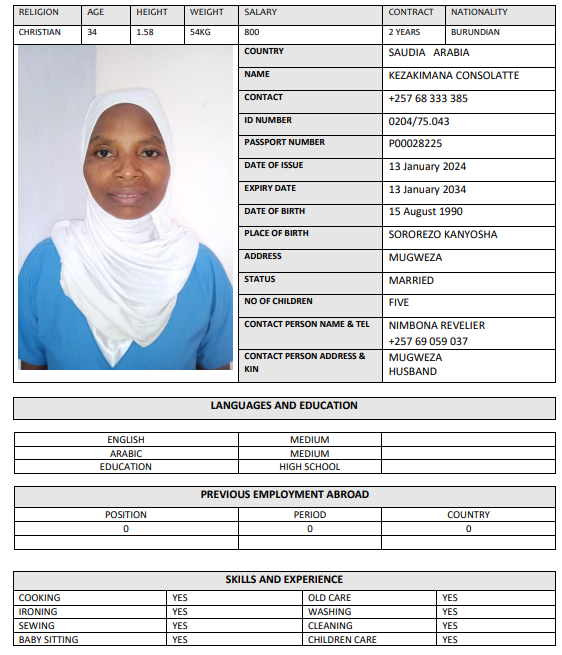 RELIGION AGE HEIGHT WEIGHT SALARY CONTRACT NATIONALITY
CHRISTIAN 34 1.58 54KG 800 2 YEARS BURUNDIAN
COUNTRY SAUDIA ARABIA
NAME KEZAKIMANA CONSOLATTE
CONTACT +257 68 333 385
ID NUMBER 0204/75.043
PASSPORT NUMBER P00028225
DATE OF ISSUE 13 January 2024
EXPIRY DATE 13 January 2034
DATE OF BIRTH 15 August 1990
PLACE OF BIRTH SOROREZO KANYOSHA
ADDRESS MUGWEZA
STATUS MARRIED
NO OF CHILDREN FIVE
CONTACT PERSON NAME & TEL NIMBONA REVELIER
+257 69 059 037
CONTACT PERSON ADDRESS & MUGWEZA
KIN HUSBAND
LANGUAGES AND EDUCATION
ENGLISH MEDIUM
ARABIC MEDIUM
EDUCATION HIGH SCHOOL
PREVIOUS EMPLOYMENT ABROAD
POSITION PERIOD COUNTRY
0 0 0
SKILLS AND EXPERIENCE
COOKING YES OLD CARE YES
IRONING YES WASHING YES
SEWING YES CLEANING YES
BABY SITTING YES CHILDREN CARE YES